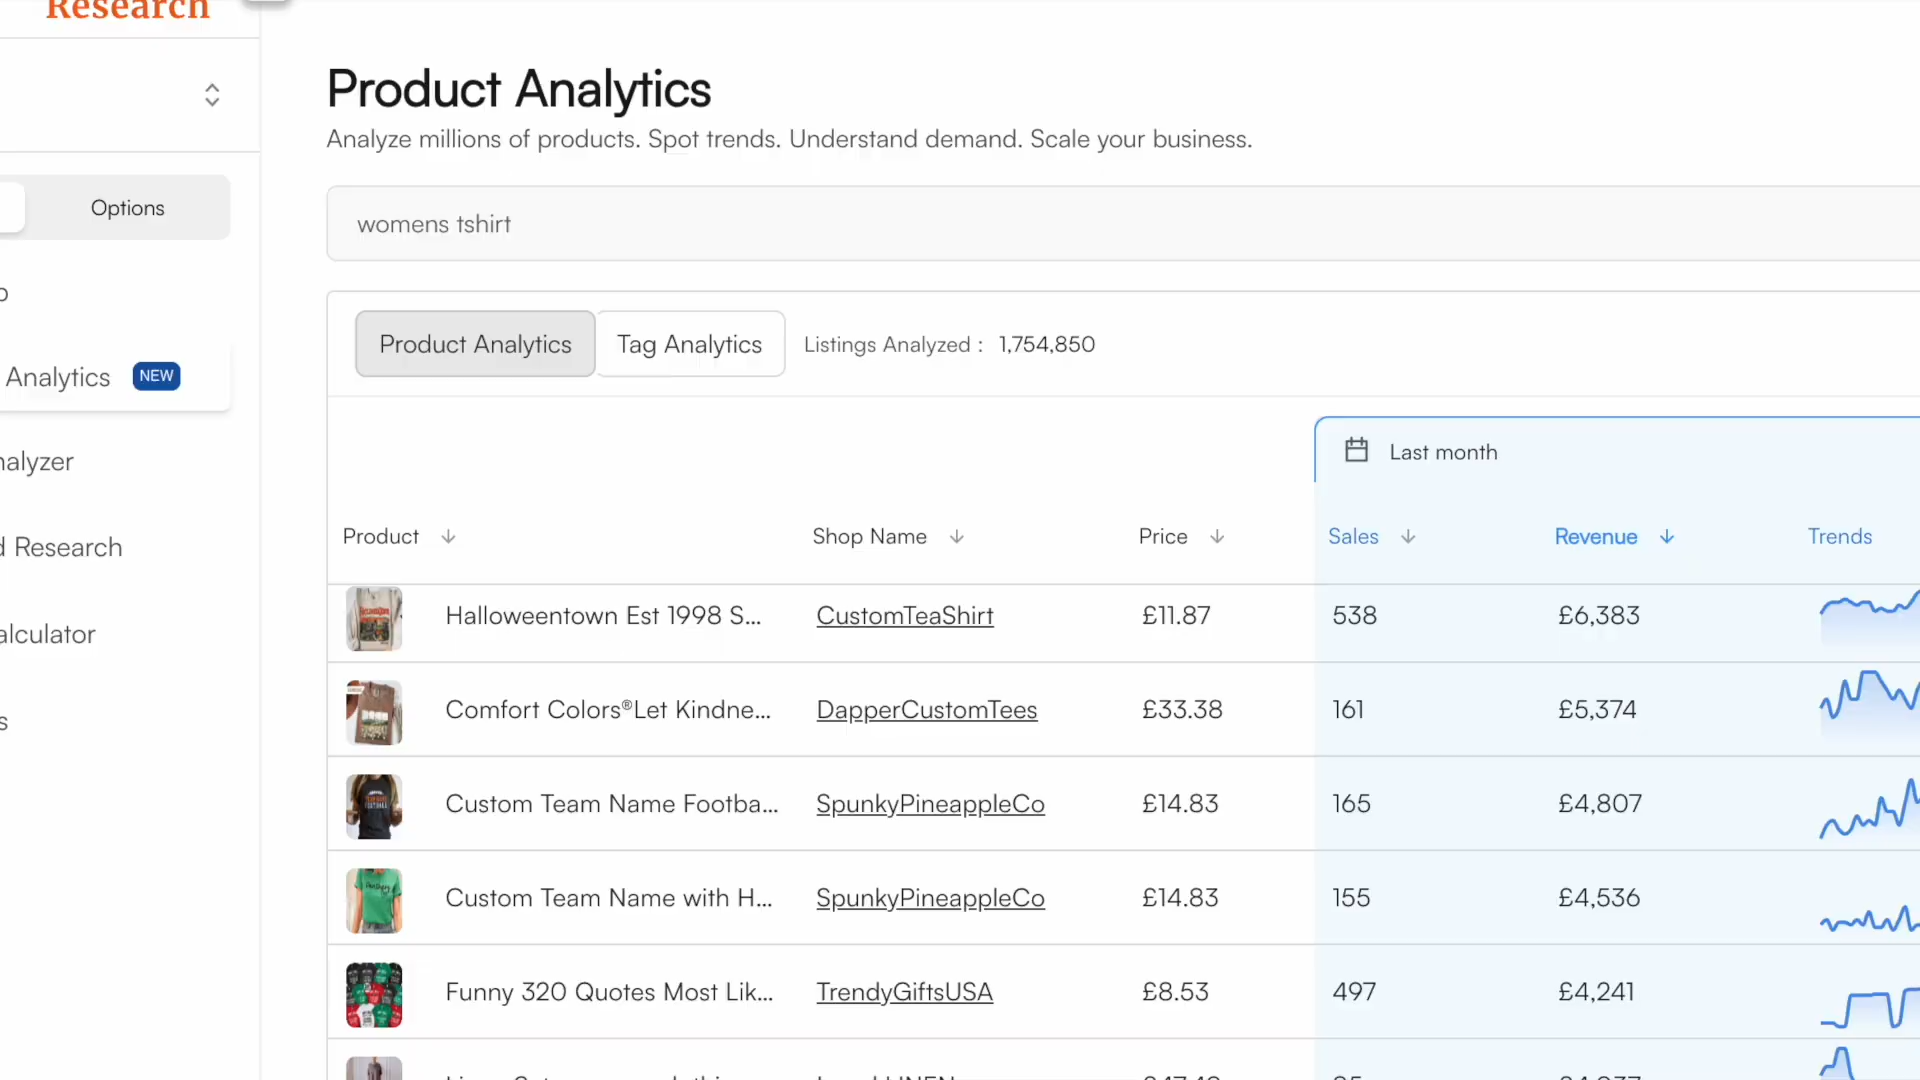 Research
Options
Analytics NEW
nalyzer
d Research
alculator
s
Product Analytics
Analyze millions of products. Spot trends. Understand demand. Scale your business.
womens tshirt
Product Analytics Tag Analytics Listings Analyzed : 1,754,850
Last month
Product Shop Name Price Sales Revenue Trends
Halloweentown Est 1998 S... CustomTeaShirt £11.87 538 £6,383
Comfort Colors®Let Kindne... DapperCustomTees £33.38 161 £5,374
Custom Team Name Footba... SpunkyPineappleCo £14.83 165 £4,807
Custom Team Name with H... SpunkyPineappleCo £14.83 155 £4,536
Funny 320 Quotes Most Lik... TrendyGiftsUSA £8.53 497 £4,241